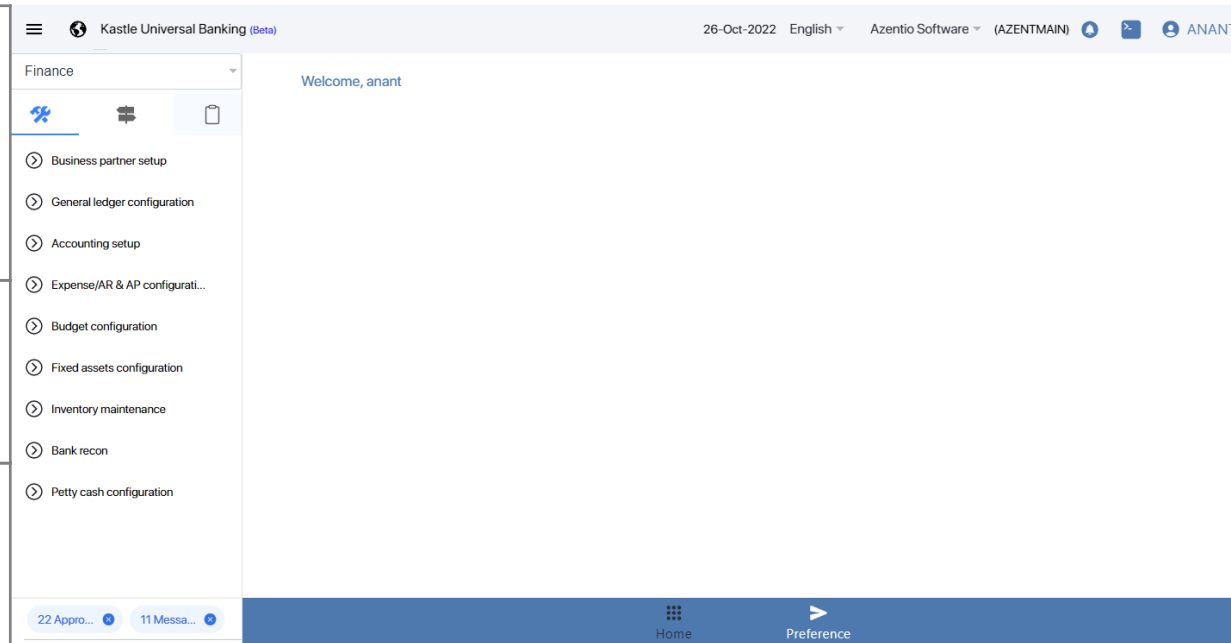 Kastle Universal Banking (Beta)
26-Oct-2022 English Azentio Software (AZENTMAIN) ANANT
Finance
Welcome, anant
Business partner setup
General ledger configuration
Accounting setup
Expense/AR & AP configurati...
Budget configuration
Fixed assets configuration
Inventory maintenance
Bank recon
Petty cash configuration
22 Appro... 11 Messa...
Home Preference